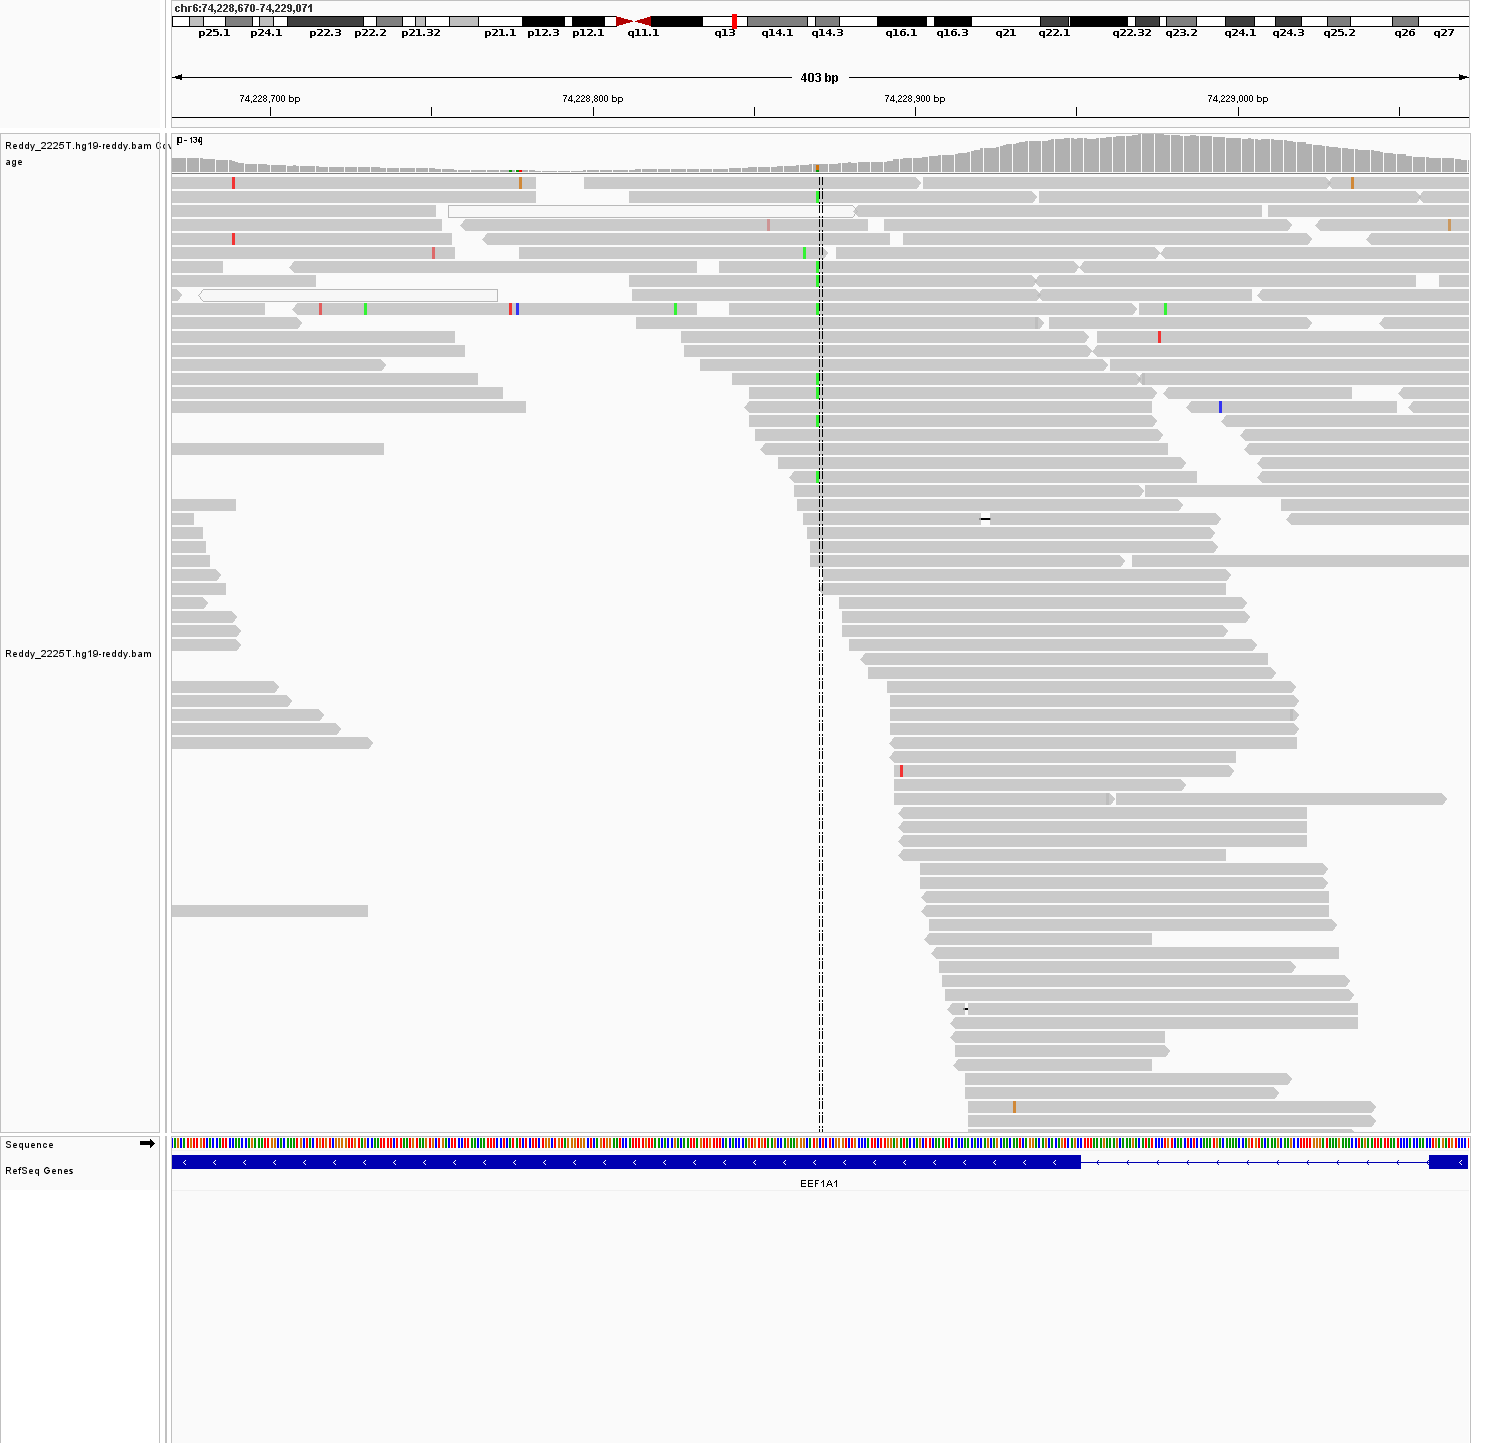 chr6:74,228,670-74,229,071
p25.1 p24.1 p22.3 p22.2 p21.32 p21.1 p12.3 p12.1 q11.1 q13 q14.1 q14.3 q16.1 q16.3 q21 q22.1 q22.32 q23.2 q24.1 q24.3 q25.2 q26 q27
403 bp
74,228,700 bp 74,228,800 bp 74,228,900 bp 74,229,000 bp
[0 - 134]
Reddy_2225T.hg19-reddy.bam Cov
age
Reddy_2225T.hg19-reddy.bam
Sequence
RefSeq Genes
EEF1A1